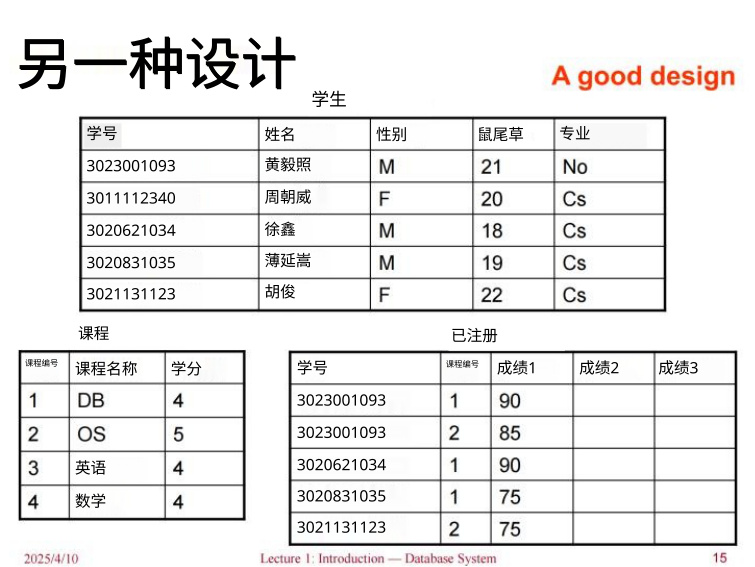 另一种设计
A good design
学生
学号 姓名 性别 鼠尾草 专业
3023001093 黄毅照 M 21 No
3011112340 周朝威 F 20 Cs
3020621034 徐鑫 M 18 Cs
3020831035 薄延嵩 M 19 Cs
3021131123 胡俊 F 22 Cs
课程
课程编号 课程名称 学分
1 DB 4
2 OS 5
3 英语 4
4 数学 4
已注册
学号 课程编号 成绩1 成绩2 成绩3
3023001093 1 90
3023001093 2 85
3020621034 1 90
3020831035 1 75
3021131123 2 75
2025/4/10 Lecture 1: Introduction — Database System 15